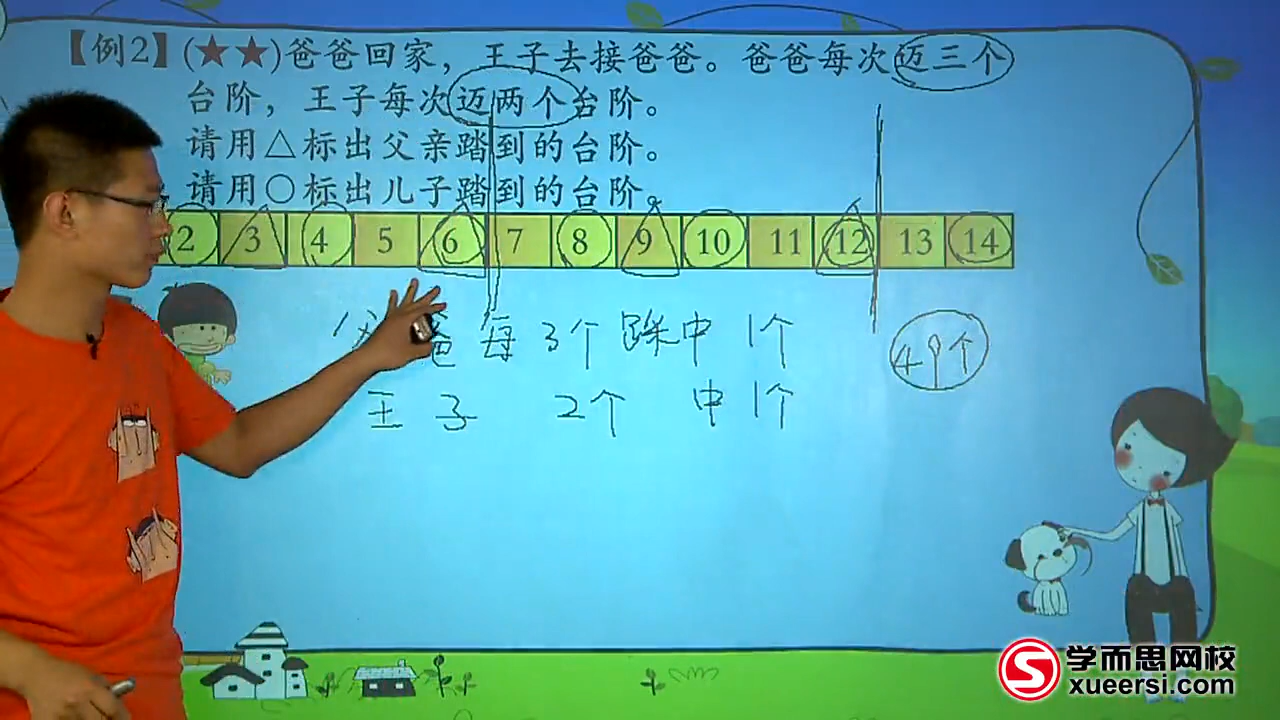 【例2】(★★)爸爸回家，王子去接爸爸。爸爸每次迈三个
台阶，王子每次迈两个台阶。
请用△标出父亲踏到的台阶。
请用○标出儿子踏到的台阶。
2 3 4 5 6 7 8 9 10 11 12 13 14
爸每3个踩中1个
49个
王子 2个 中1个
学而思网校
xueersi.com